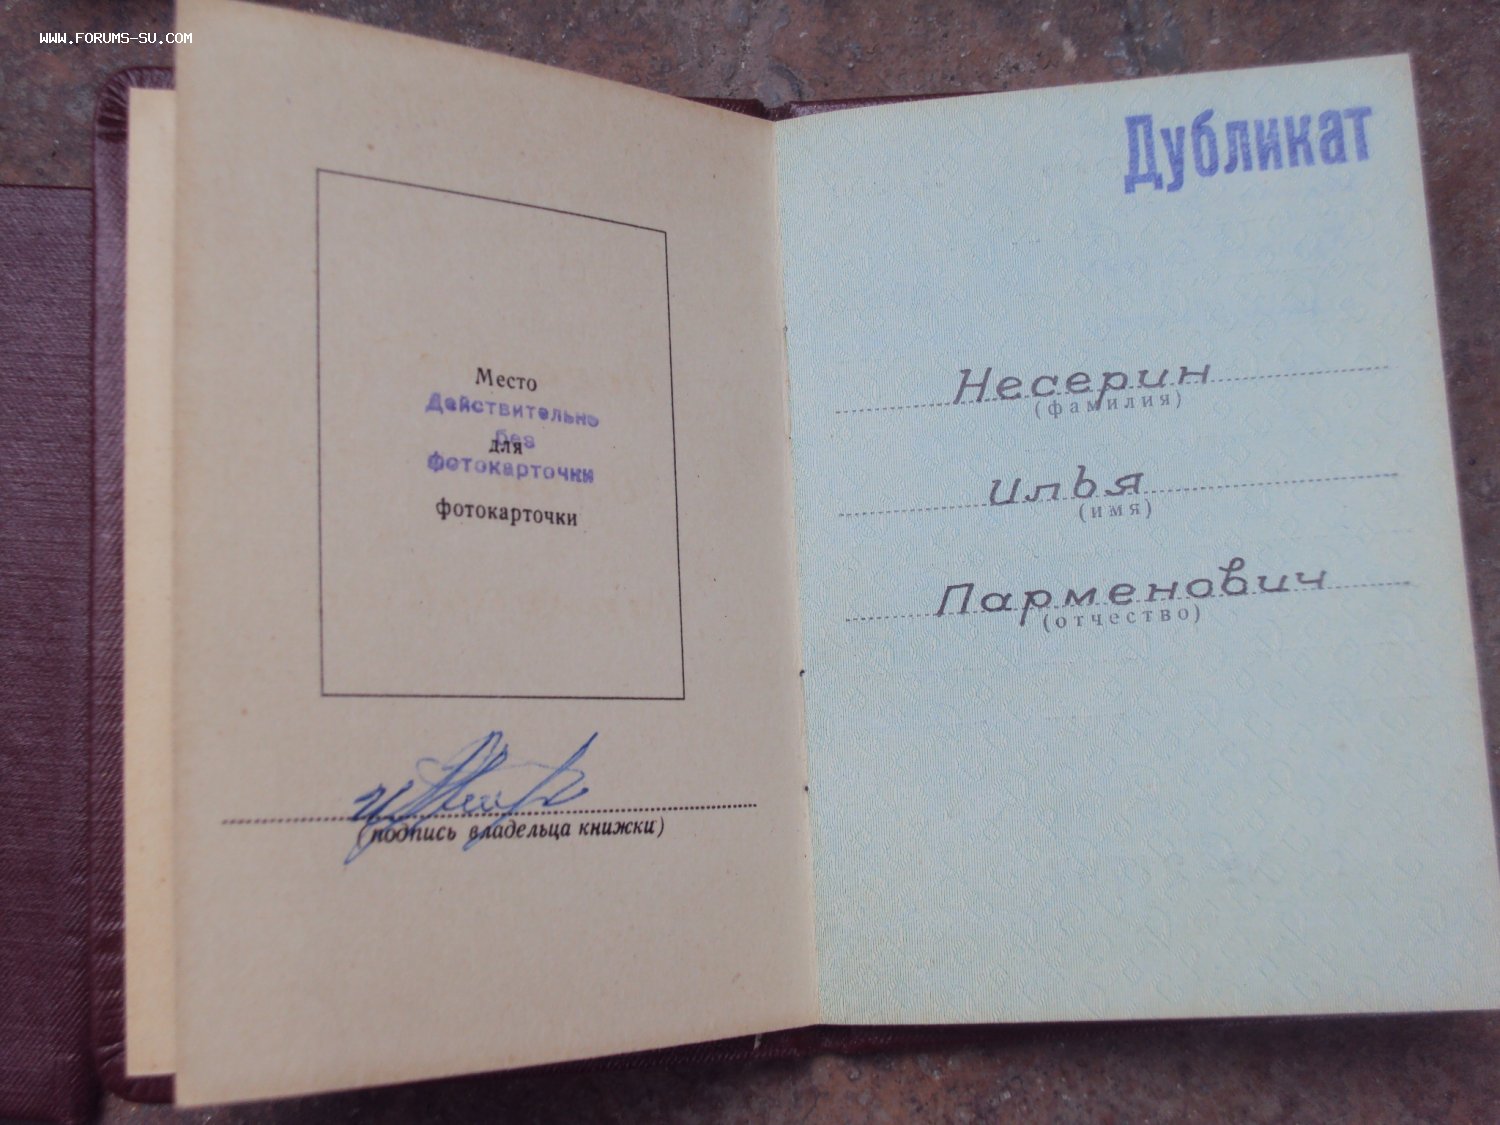 WWW.FORUMS-SU.COM
Место
Действительно
без
для
фотокарточки
фотокарточки
(подпись владельца книжки)
Дубликат
Несерин
(фамилия)
Илья
(имя)
Парменович
(отчество)